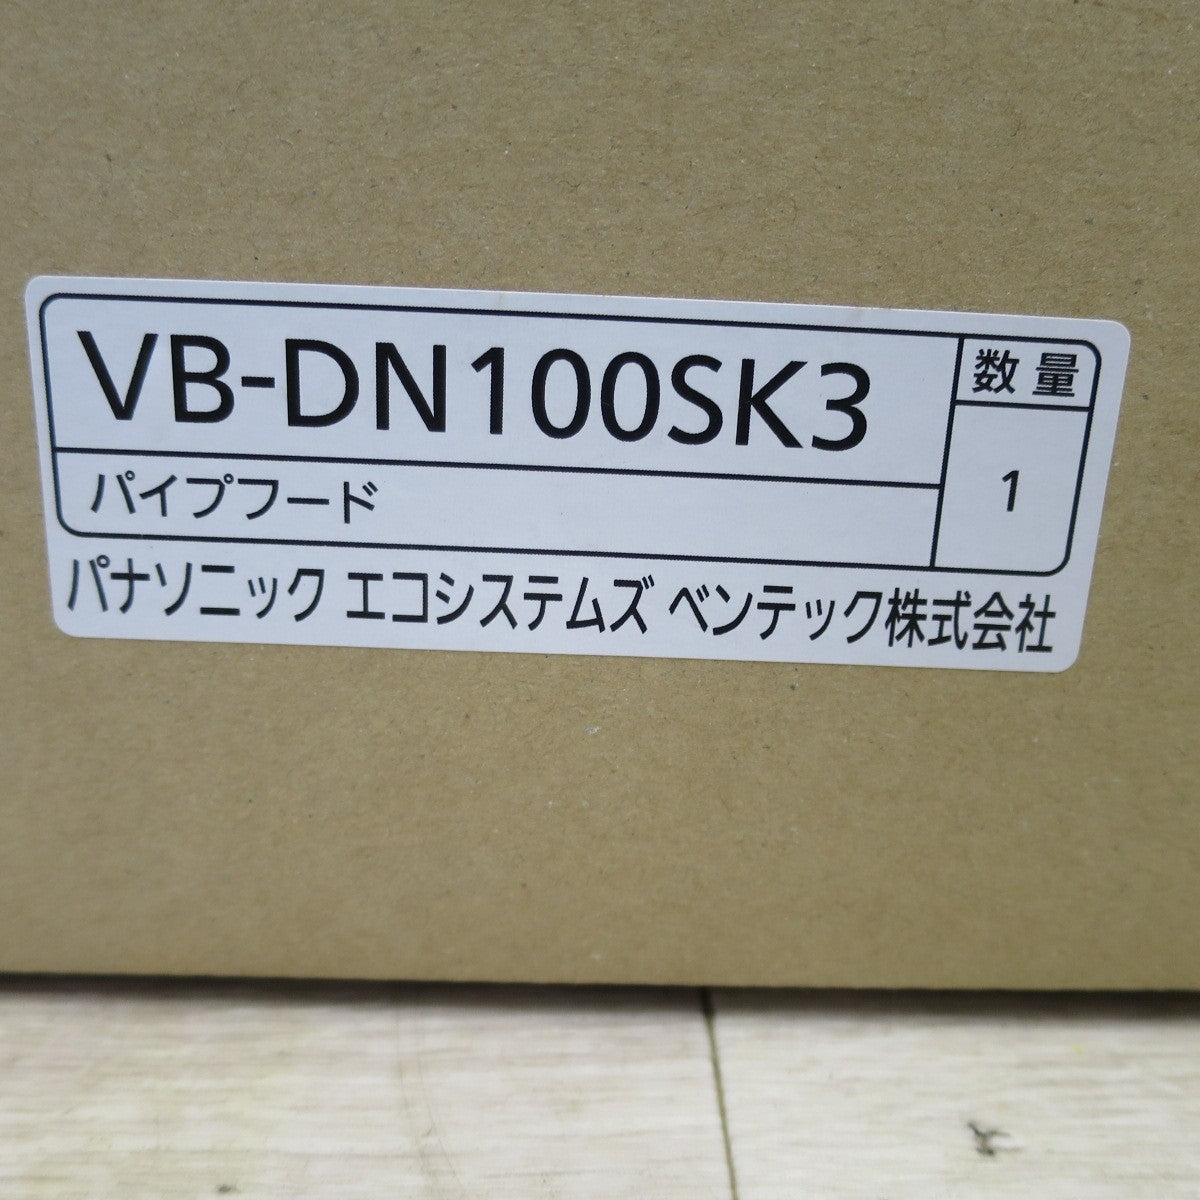 VB-DN100SK3
数量
パイプフード
1
パナソニック エコシステムズ ベンテック株式会社